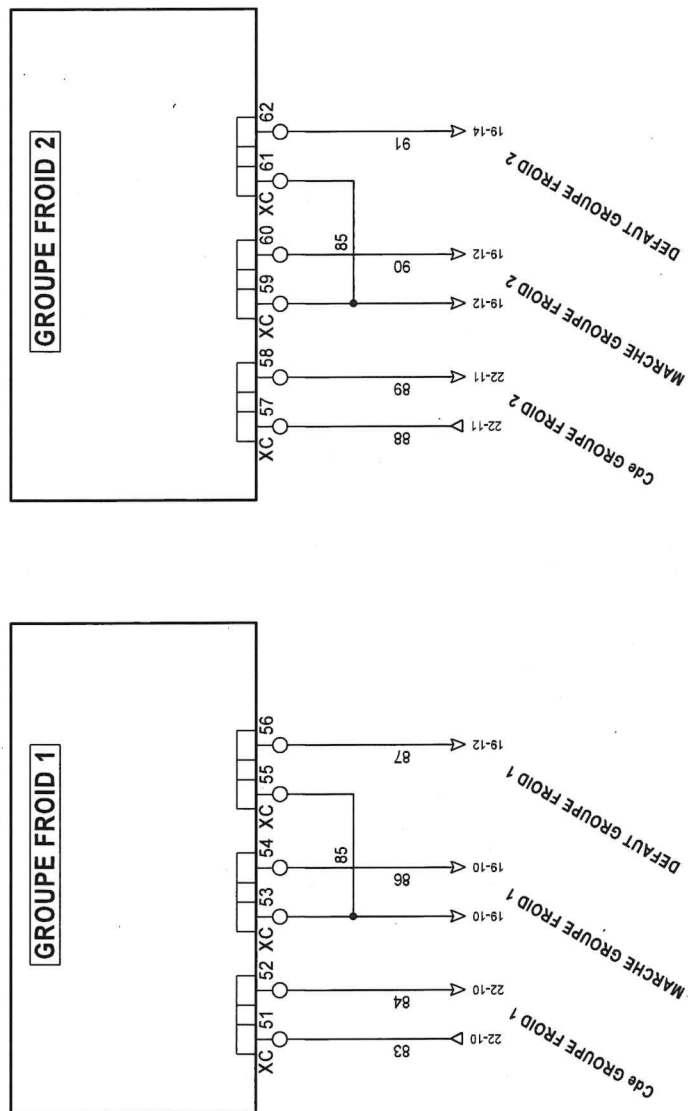 GROUPE FROID 2
XC 57 58
XC 59 60
XC 61 62
88
89
85
90
91
22-11
22-11
19-12
19-12
19-14
Cde GROUPE FROID 2
MARCHE GROUPE FROID 2
DEFAUT GROUPE FROID 2
GROUPE FROID 1
XC 51 52
XC 53 54
XC 55 56
83
84
85
86
87
22-10
22-10
19-10
19-10
19-12
Cde GROUPE FROID 1
MARCHE GROUPE FROID 1
DEFAUT GROUPE FROID 1